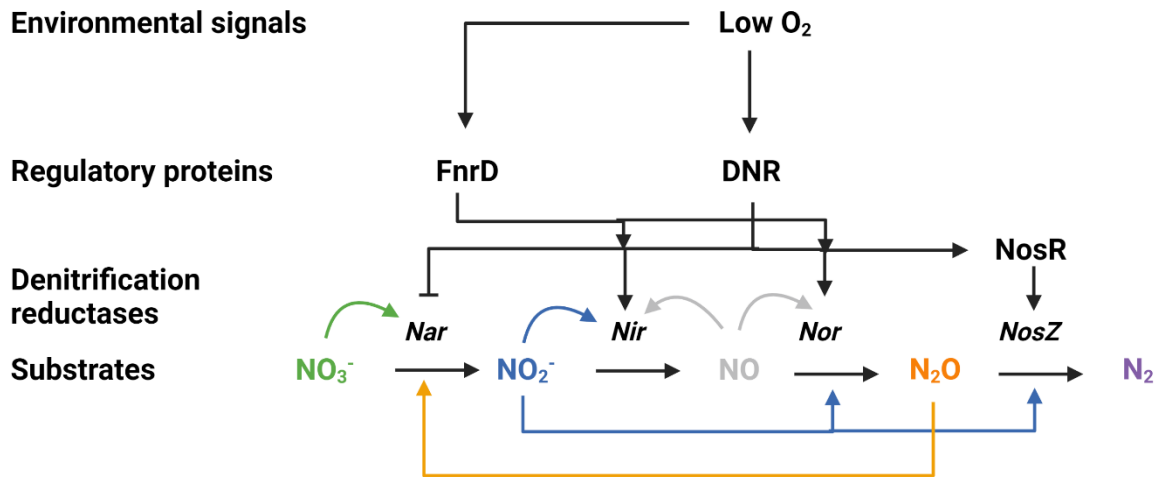 Environmental signals
Low O₂
Regulatory proteins
FnrD
DNR
NosR
Denitrification
reductases
Nar
Nir
Nor
NosZ
Substrates
NO₃⁻
NO₂⁻
NO
N₂O
N₂